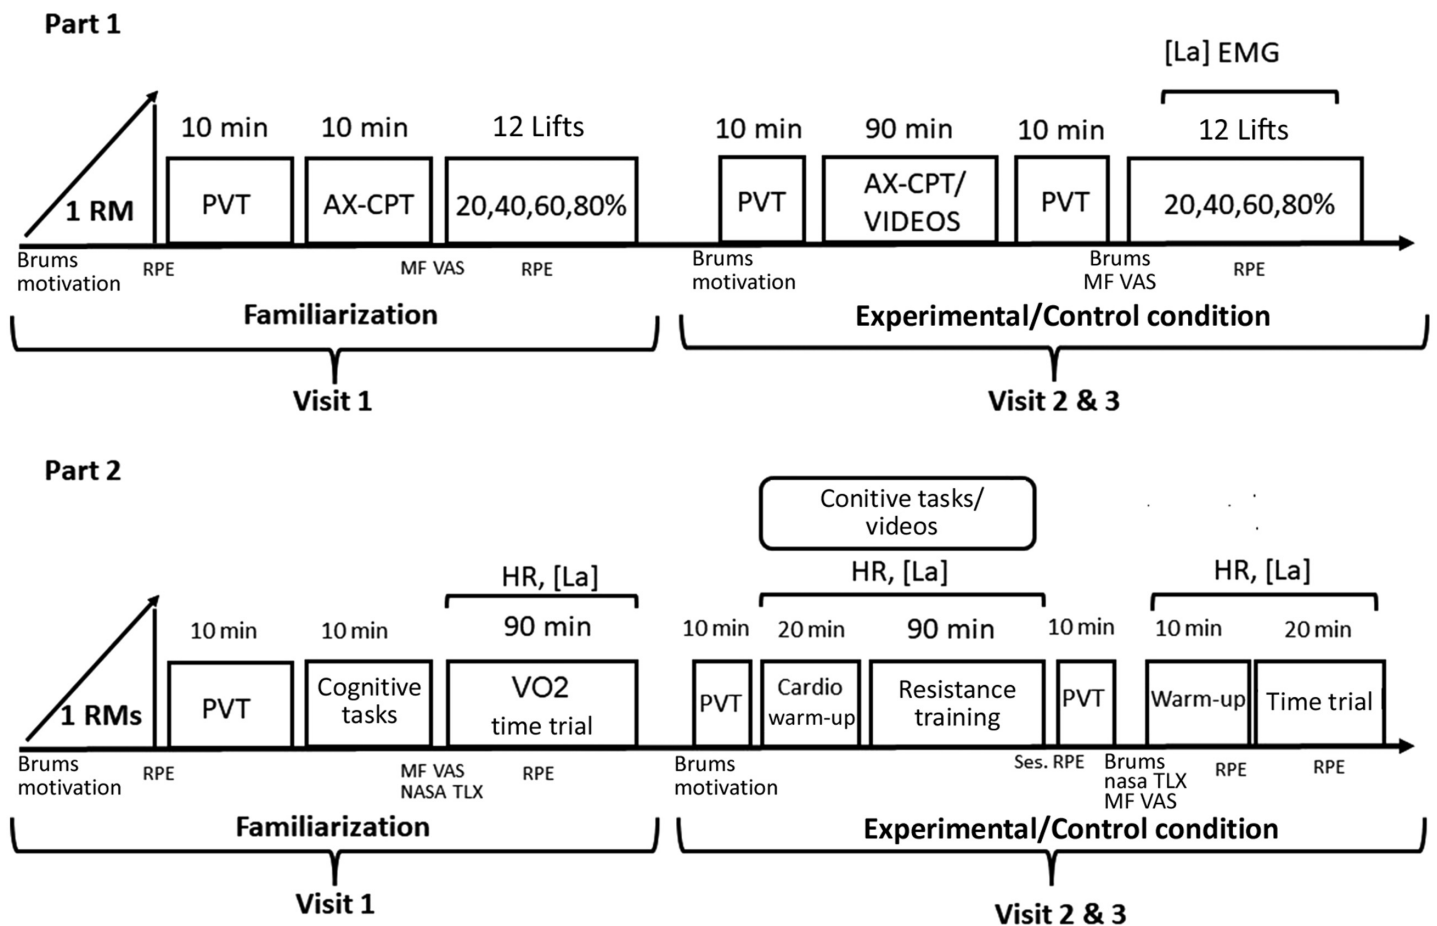 Part 1
[La] EMG
10 min
10 min
12 Lifts
10 min
90 min
10 min
12 Lifts
1 RM
PVT
AX-CPT
20,40,60,80%
PVT
AX-CPT/
VIDEOS
PVT
20,40,60,80%
Brums
motivation
RPE
MF VAS
RPE
Brums
motivation
Brums
MF VAS
RPE
Familiarization
Experimental/Control condition
Visit 1
Visit 2 & 3
Part 2
Conitive tasks/
videos
HR, [La]
HR, [La]
HR, [La]
10 min
10 min
90 min
10 min
20 min
90 min
10 min
10 min
20 min
1 RMs
PVT
Cognitive
tasks
VO2
time trial
PVT
Cardio
warm-up
Resistance
training
PVT
Warm-up
Time trial
Brums
motivation
RPE
MF VAS
NASA TLX
RPE
Brums
motivation
Ses. RPE
Brums
nasa TLX
MF VAS
RPE
RPE
Familiarization
Experimental/Control condition
Visit 1
Visit 2 & 3